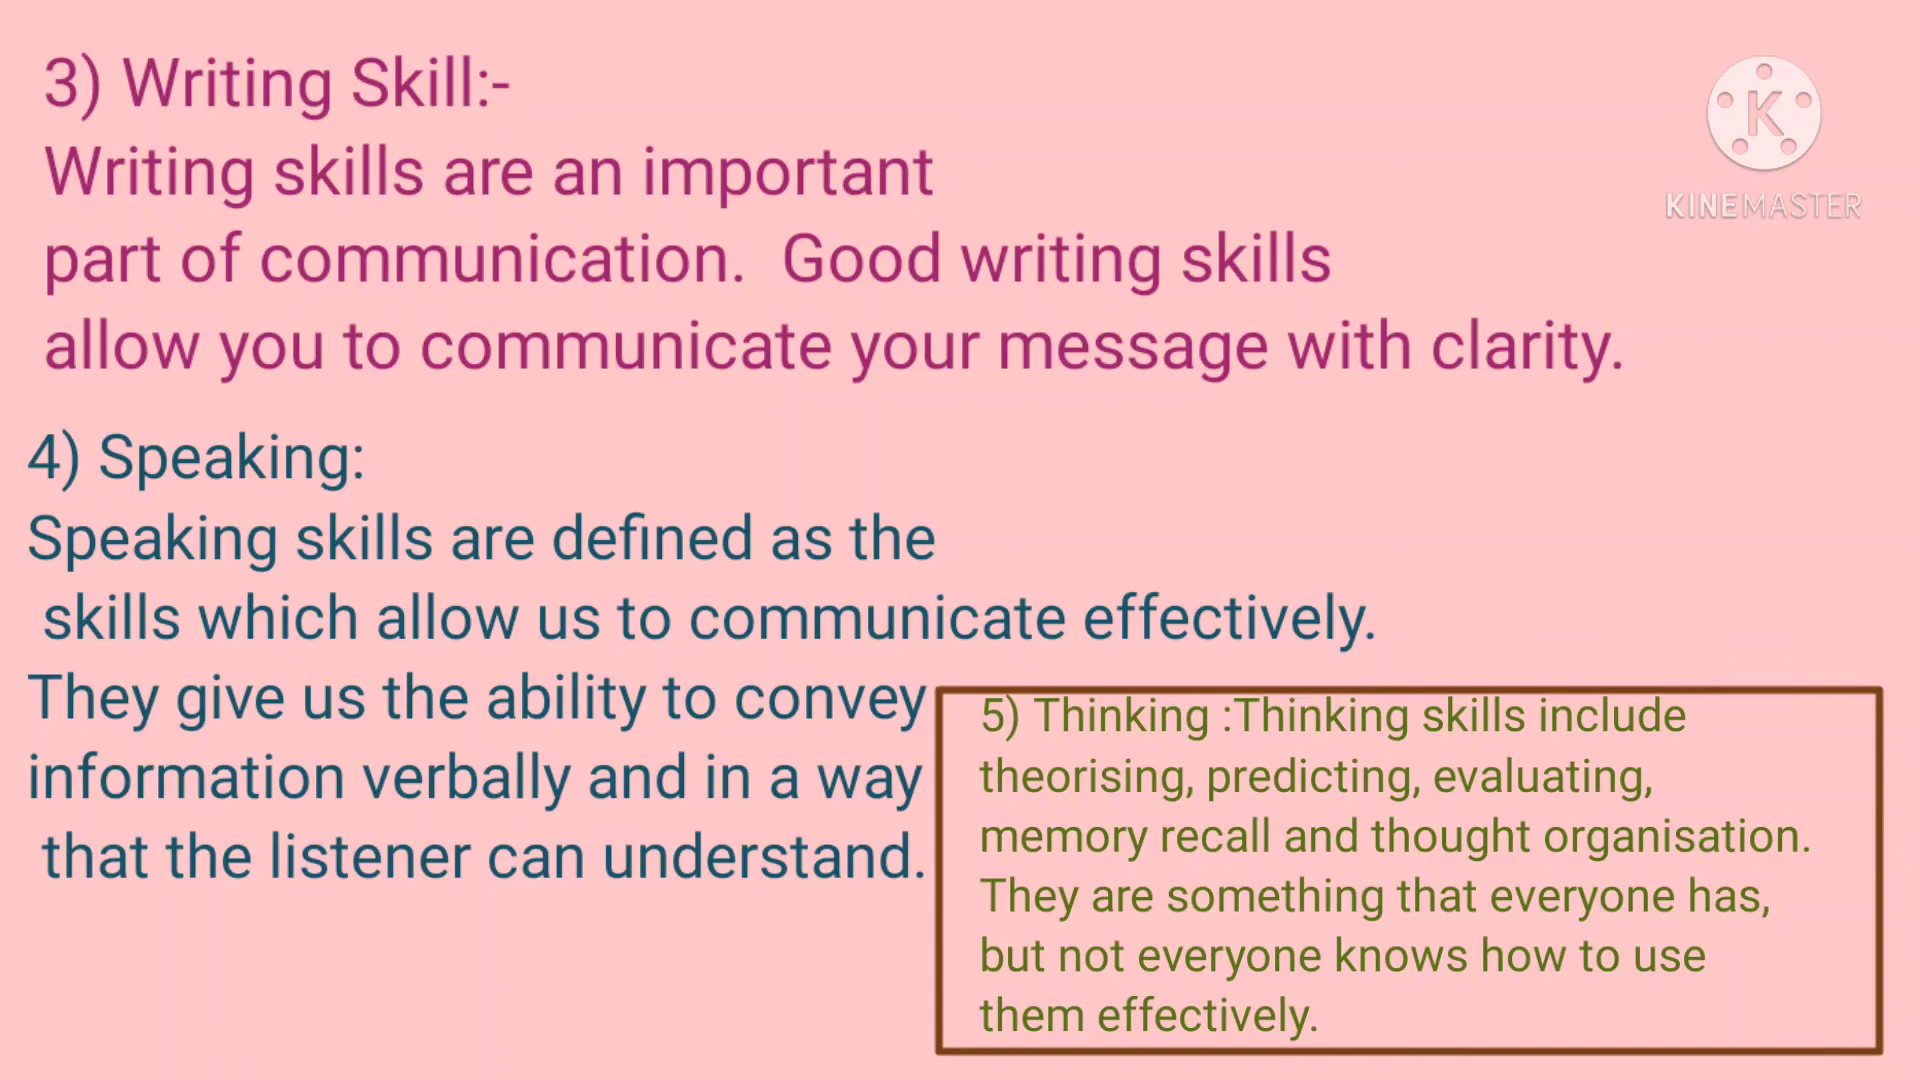 3) Writing Skill:-
Writing skills are an important
part of communication.  Good writing skills
allow you to communicate your message with clarity.
K
KINEMASTER
4) Speaking:
Speaking skills are defined as the
skills which allow us to communicate effectively.
They give us the ability to convey
information verbally and in a way
that the listener can understand.
5) Thinking :Thinking skills include
theorising, predicting, evaluating,
memory recall and thought organisation.
They are something that everyone has,
but not everyone knows how to use
them effectively.